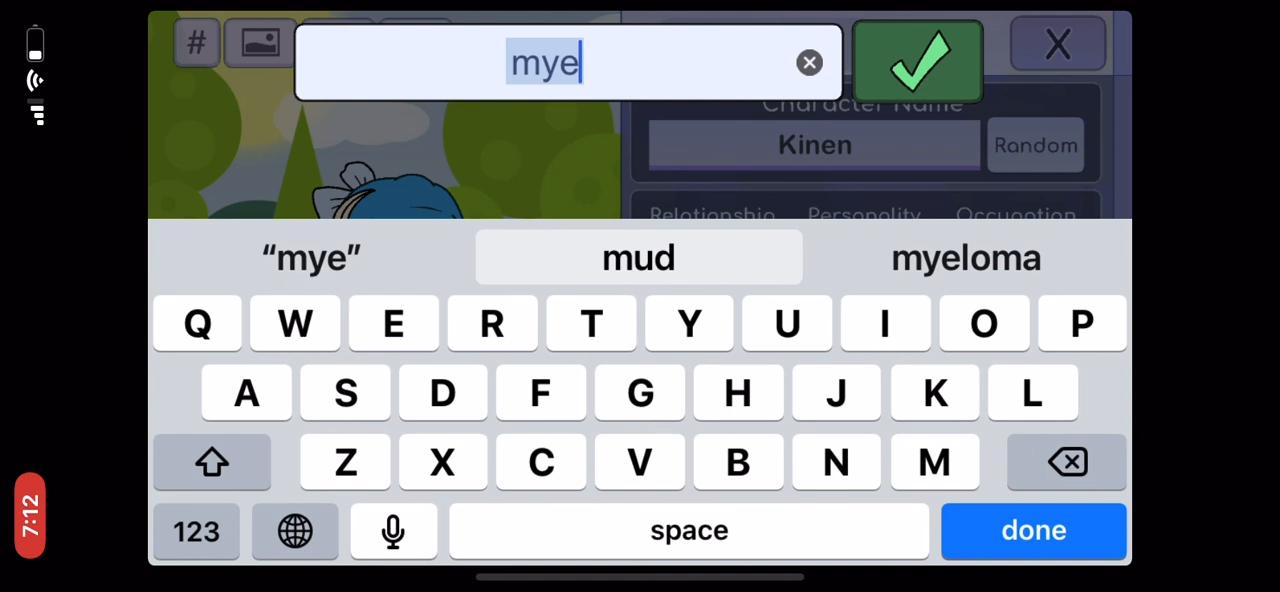 #
mye
X
Character Name
Kinen
Random
Relationship Personality Occupation
“mye” mud myeloma
Q W E R T Y U I O P
A S D F G H J K L
Z X C V B N M
123 space done
7:12